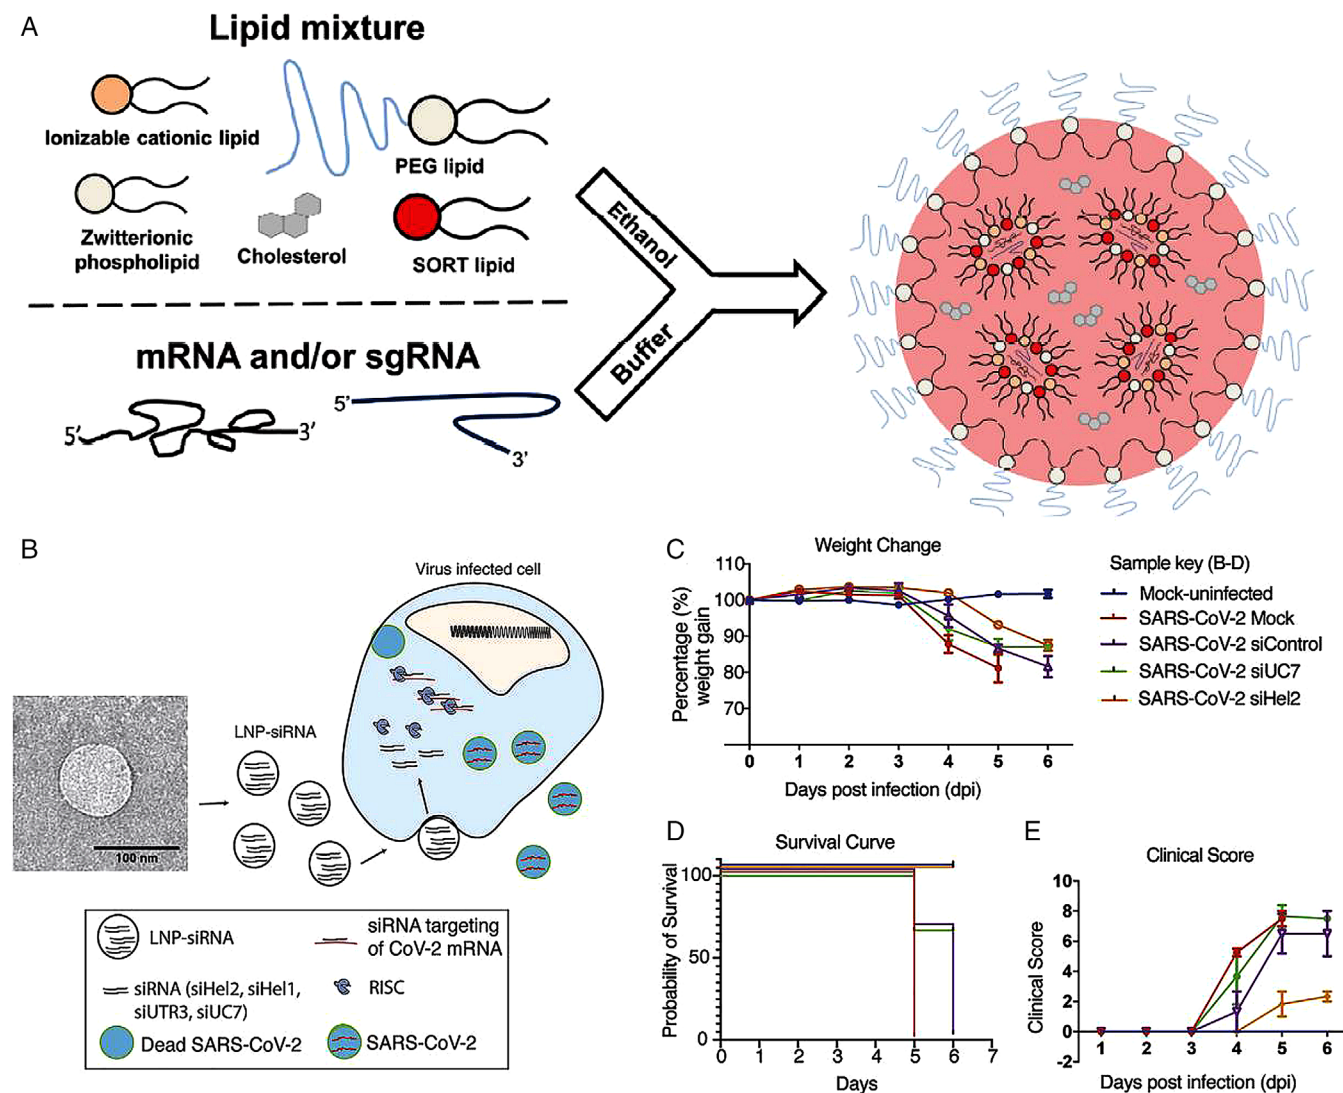 A
Lipid mixture
Ionizable cationic lipid
PEG lipid
Zwitterionic
phospholipid
Cholesterol
SORT lipid
mRNA and/or sgRNA
5’
3’
5’
3’
Ethanol
Buffer
B
Virus infected cell
LNP-siRNA
100 nm
LNP-siRNA
siRNA targeting
of CoV-2 mRNA
siRNA (siHel2, siHel1,
siUTR3, siUC7)
RISC
Dead SARS-CoV-2
SARS-CoV-2
C
Weight Change
Percentage (%)
weight gain
110
100
90
80
70
0 1 2 3 4 5 6
Days post infection (dpi)
Sample key (B-D)
Mock-uninfected
SARS-CoV-2 Mock
SARS-CoV-2 siControl
SARS-CoV-2 siUC7
SARS-CoV-2 siHel2
D
Survival Curve
Probability of Survival
100
50
0
0 1 2 3 4 5 6 7
Days
E
Clinical Score
Clinical Score
10
8
6
4
2
0
-2
1 2 3 4 5 6
Days post infection (dpi)